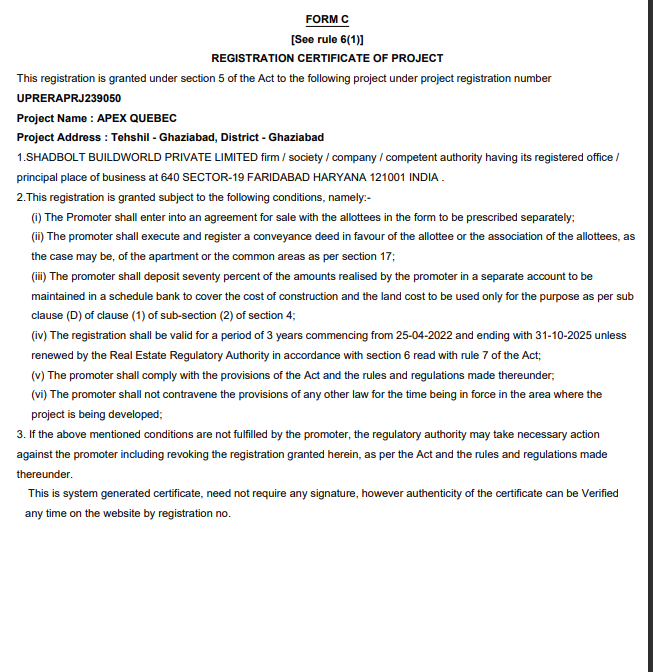 FORM C
[See rule 6(1)]
REGISTRATION CERTIFICATE OF PROJECT
This registration is granted under section 5 of the Act to the following project under project registration number
UPRERAPRJ239050
Project Name : APEX QUEBEC
Project Address : Tehshil - Ghaziabad, District - Ghaziabad
1.SHADBOLT BUILDWORLD PRIVATE LIMITED firm / society / company / competent authority having its registered office /
principal place of business at 640 SECTOR-19 FARIDABAD HARYANA 121001 INDIA .
2.This registration is granted subject to the following conditions, namely:-
(i) The Promoter shall enter into an agreement for sale with the allottees in the form to be prescribed separately;
(ii) The promoter shall execute and register a conveyance deed in favour of the allottee or the association of the allottees, as
the case may be, of the apartment or the common areas as per section 17;
(iii) The promoter shall deposit seventy percent of the amounts realised by the promoter in a separate account to be
maintained in a schedule bank to cover the cost of construction and the land cost to be used only for the purpose as per sub
clause (D) of clause (1) of sub-section (2) of section 4;
(iv) The registration shall be valid for a period of 3 years commencing from 25-04-2022 and ending with 31-10-2025 unless
renewed by the Real Estate Regulatory Authority in accordance with section 6 read with rule 7 of the Act;
(v) The promoter shall comply with the provisions of the Act and the rules and regulations made thereunder;
(vi) The promoter shall not contravene the provisions of any other law for the time being in force in the area where the
project is being developed;
3. If the above mentioned conditions are not fulfilled by the promoter, the regulatory authority may take necessary action
against the promoter including revoking the registration granted herein, as per the Act and the rules and regulations made
thereunder.
This is system generated certificate, need not require any signature, however authenticity of the certificate can be Verified
any time on the website by registration no.